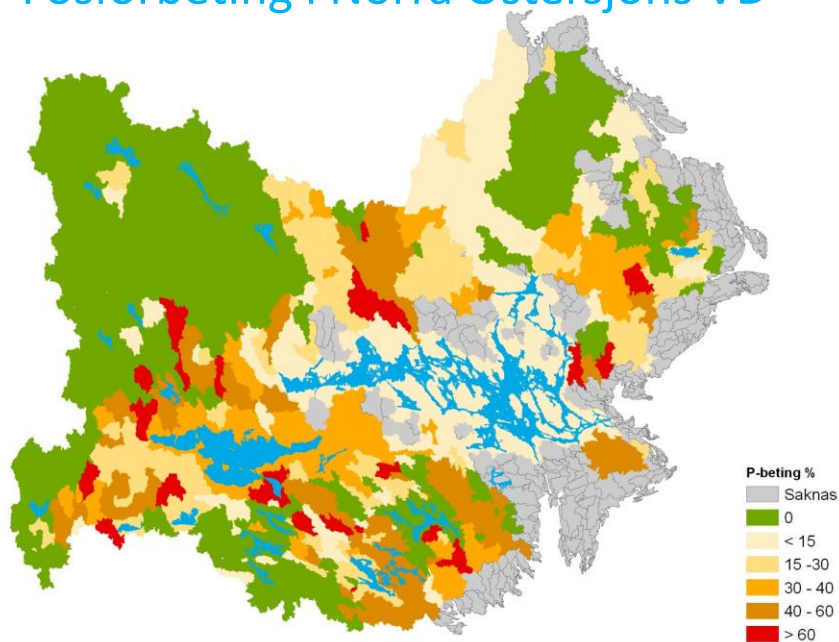 Fosforbeting i Norra Östersjöns VD
P-beting %
Saknas
0
< 15
15 -30
30 - 40
40 - 60
> 60